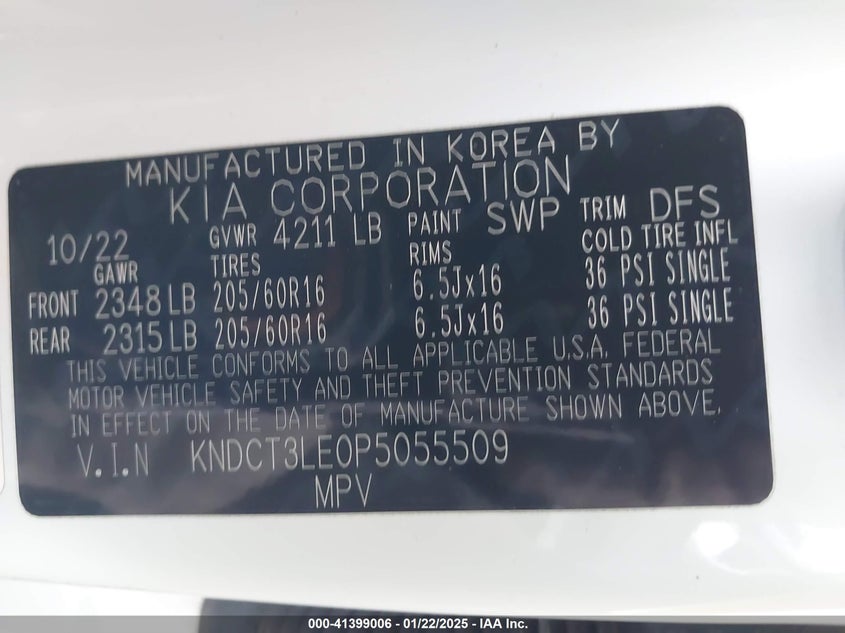 MANUFACTURED IN KOREA BY
KIA CORPORATION
10/22 GVWR 4211 LB PAINT SWP TRIM DFS
GAWR TIRES RIMS COLD TIRE INFL
FRONT 2348 LB 205/60R16 6.5Jx16 36 PSI SINGLE
REAR 2315 LB 205/60R16 6.5Jx16 36 PSI SINGLE
THIS VEHICLE CONFORMS TO ALL APPLICABLE U.S.A. FEDERAL
MOTOR VEHICLE SAFETY AND THEFT PREVENTION STANDARDS
IN EFFECT ON THE DATE OF MANUFACTURE SHOWN ABOVE.
V.I.N KNDCT3LE0P5055509
MPV
000-41399006 - 01/22/2025 - IAA Inc.